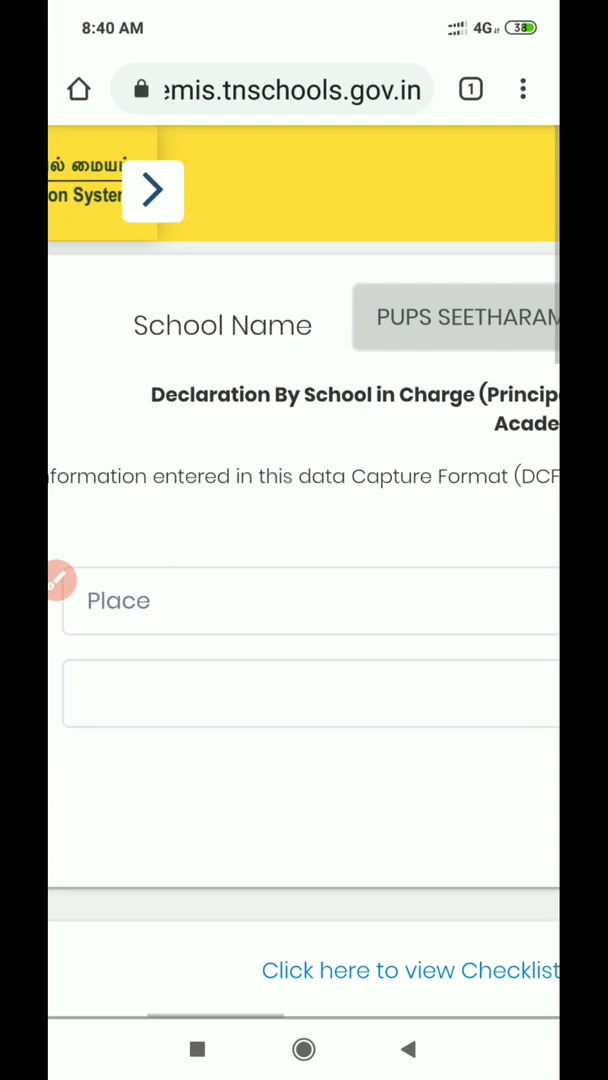 8:40 AM 4G 38
emis.tnschools.gov.in 1
ல் மைய
on System
School Name PUPS SEETHARAM
Declaration By School in Charge (Princip
Acade
formation entered in this data Capture Format (DCF
Place
Click here to view Checklist